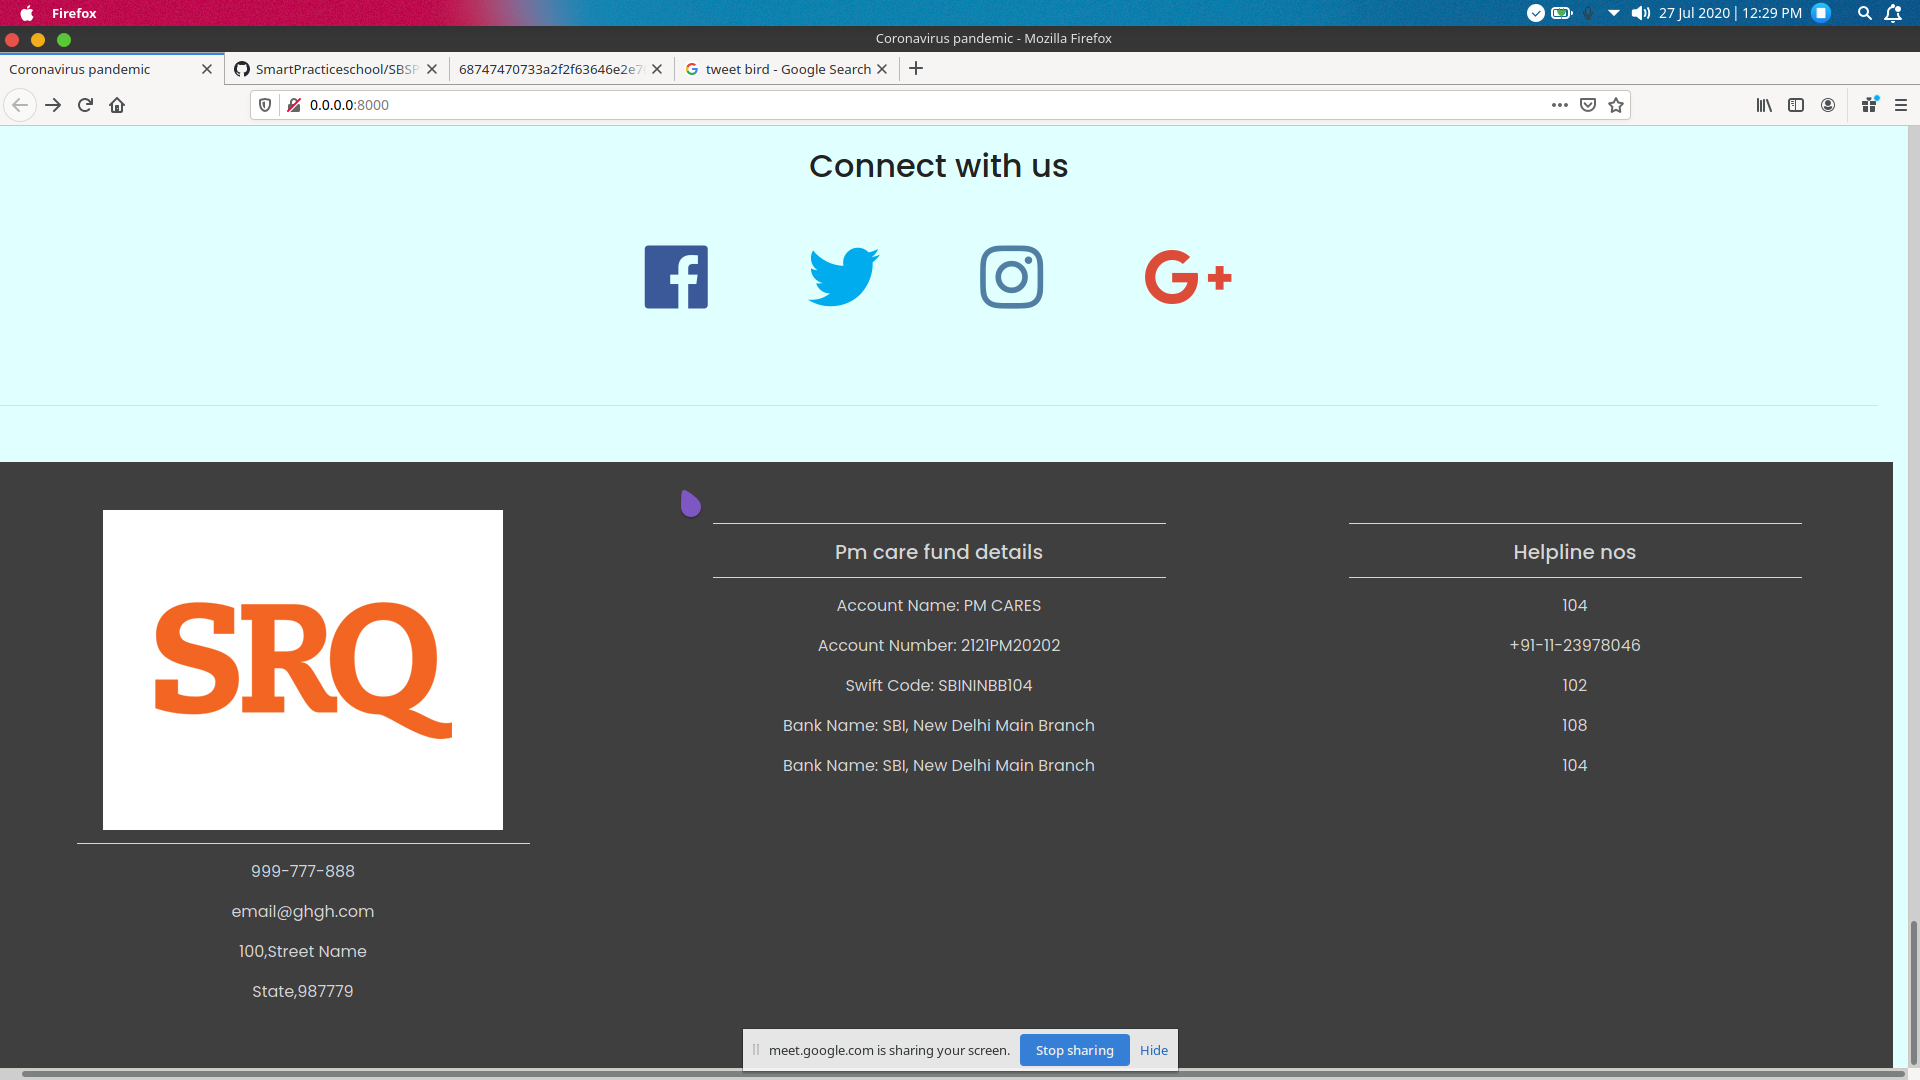 Firefox
27 Jul 2020 | 12:29 PM
Coronavirus pandemic - Mozilla Firefox
Coronavirus pandemic
SmartPracticeschool/SBSP
68747470733a2f2f63646e2e7
tweet bird - Google Search
0.0.0.0:8000
Connect with us
Pm care fund details
Account Name: PM CARES
Account Number: 2121PM20202
Swift Code: SBININBB104
Bank Name: SBI, New Delhi Main Branch
Bank Name: SBI, New Delhi Main Branch
Helpline nos
104
+91-11-23978046
102
108
104
SRQ
999-777-888
email@ghgh.com
100,Street Name
State,987779
meet.google.com is sharing your screen.
Stop sharing
Hide